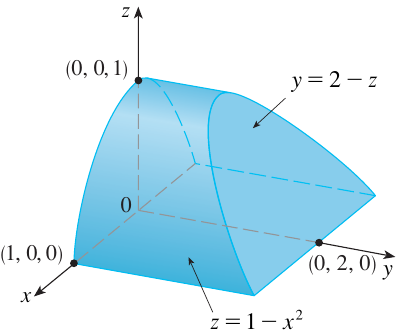 z
(0, 0, 1)
y = 2 − z
0
(1, 0, 0)
(0, 2, 0)
y
x
z = 1 − x²